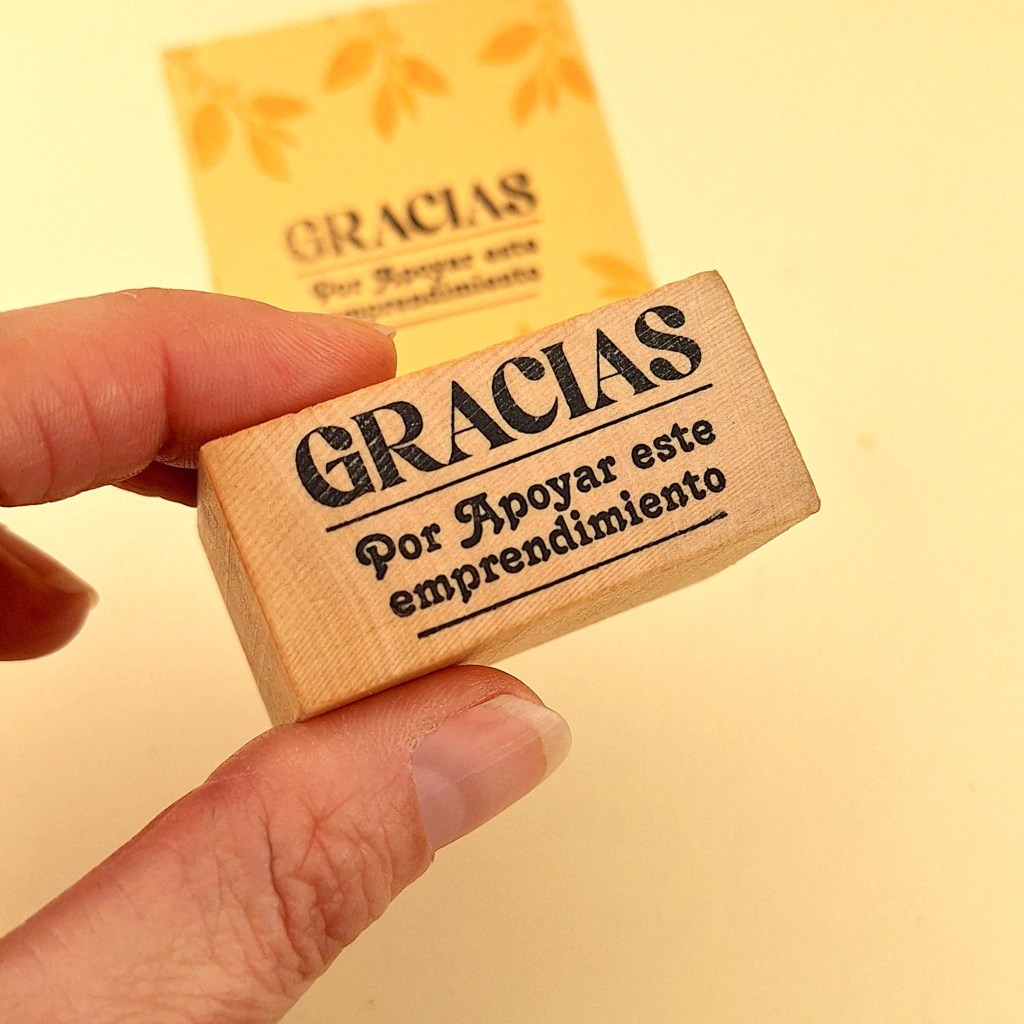 GRACIAS
Por Apoyar este
emprendimiento
GRACIAS
Por Apoyar este
emprendimiento